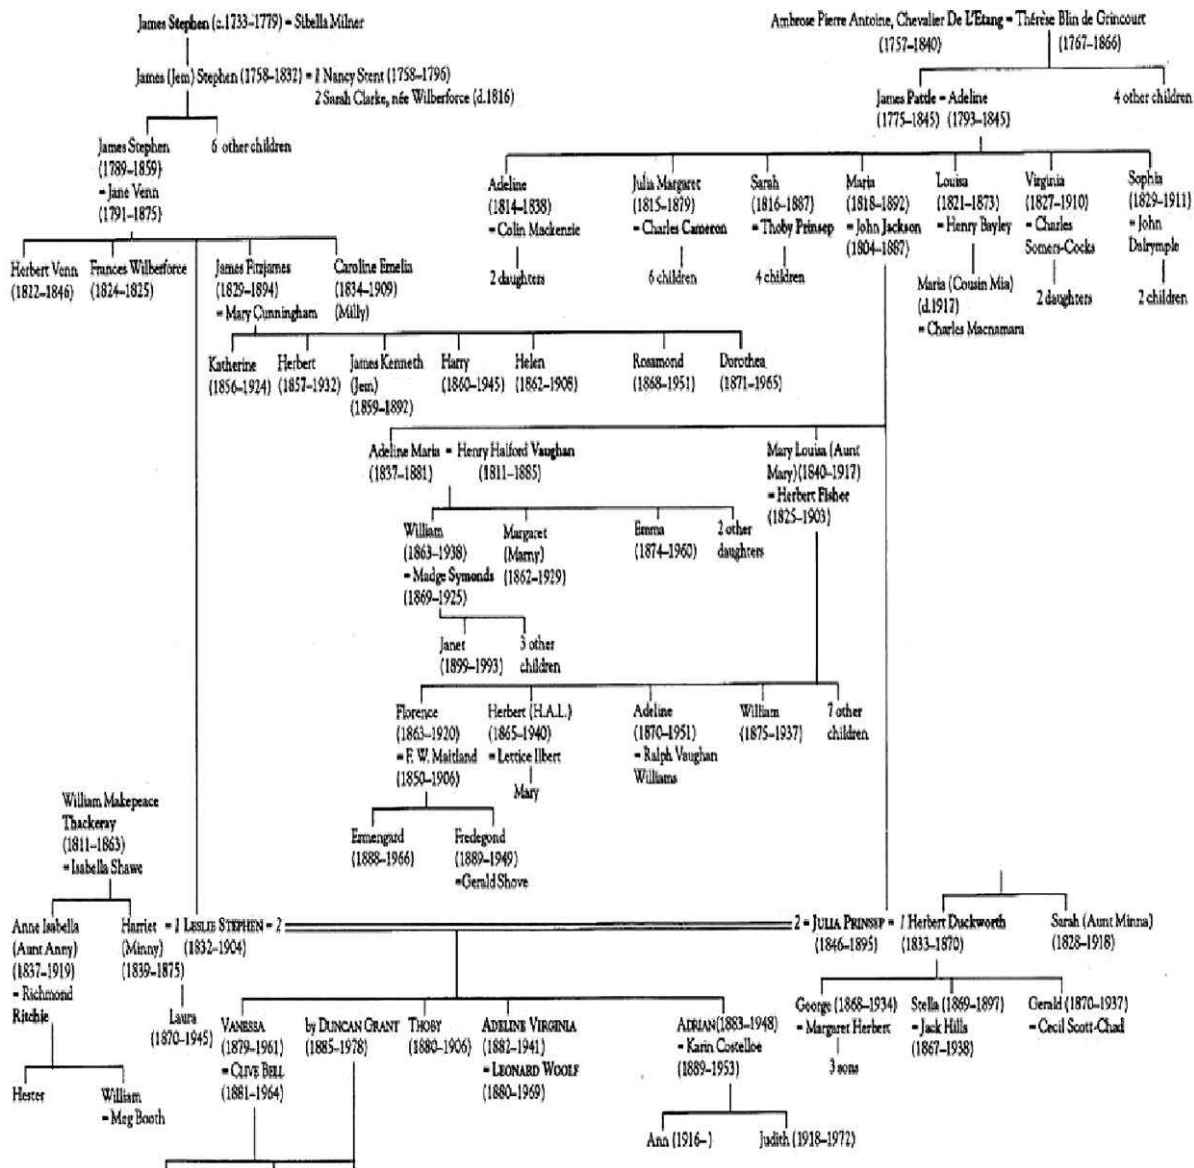 James Stephen (c.1733–1779) = Sibella Milner
Ambrose Pierre Antoine, Chevalier De L'Etang = Thérèse Blin de Grincourt
(1757–1840)
(1767–1866)
James (Jem) Stephen (1758–1832) = 1 Nancy Stent (1758–1796)
2 Sarah Clarke, née Wilberforce (d.1816)
James Pattle = Adeline
(1775–1845) (1793–1845)
4 other children
James Stephen
(1789–1859)
= Jane Venn
(1791–1875)
6 other children
Adeline
(1814–1838)
= Colin Mackenzie
2 daughters
Julia Margaret
(1815–1879)
= Charles Cameron
6 children
Sarah
(1816–1887)
= Thoby Prinsep
4 children
Maria
(1818–1892)
= John Jackson
(1804–1887)
Louisa
(1821–1873)
= Henry Bayley
Maria (Cousin Mia)
(d.1917)
= Charles Macnamara
Virginia
(1827–1910)
= Charles
Somers-Cocks
2 daughters
Sophia
(1829–1911)
= John
Dalrymple
2 children
Herbert Venn
(1822–1846)
Frances Wilberforce
(1824–1825)
James Fitzjames
(1829–1894)
= Mary Cunningham
Caroline Emelia
(1834–1909)
(Milly)
Katherine
(1856–1924)
Herbert
(1857–1932)
James Kenneth
(Jem)
(1859–1892)
Harry
(1860–1945)
Helen
(1862–1908)
Rosamond
(1868–1951)
Dorothea
(1871–1965)
Adeline Maria = Henry Halford Vaughan
(1837–1881) (1811–1885)
Mary Louisa (Aunt
Mary) (1840–1917)
= Herbert Fisher
(1825–1903)
William
(1863–1938)
= Madge Symonds
(1869–1925)
Margaret
(Marny)
(1862–1929)
Emma
(1874–1960)
2 other
daughters
Janet
(1899–1993)
3 other
children
Florence
(1863–1920)
= F. W. Maitland
(1850–1906)
Herbert (H.A.L.)
(1865–1940)
= Lettice Ilbert
Mary
Adeline
(1870–1951)
= Ralph Vaughan
Williams
William
(1875–1937)
7 other
children
Ermengard
(1888–1966)
Fredegond
(1889–1949)
= Gerald Shove
William Makepeace
Thackeray
(1811–1863)
= Isabella Shawe
Anne Isabella
(Aunt Anny)
(1837–1919)
= Richmond
Ritchie
Harriet = 1 LESLIE STEPHEN = 2
(Minny) (1832–1904)
(1839–1875)
2 = JULIA PRINSEP = 1 Herbert Duckworth
(1846–1895) (1833–1870)
Sarah (Aunt Minna)
(1828–1918)
Laura
(1870–1945)
Hester
William
= Meg Booth
VANESSA
(1879–1961)
= CLIVE BELL
(1881–1964)
by DUNCAN GRANT
(1885–1978)
THOBY
(1880–1906)
ADELINE VIRGINIA
(1882–1941)
= LEONARD WOOLF
(1880–1969)
ADRIAN (1883–1948)
= Karin Costelloe
(1889–1953)
Ann (1916–)
Judith (1918–1972)
George (1868–1934)
= Margaret Herbert
3 sons
Stella (1869–1897)
= Jack Hills
(1867–1938)
Gerald (1870–1937)
= Cecil Scott-Chad